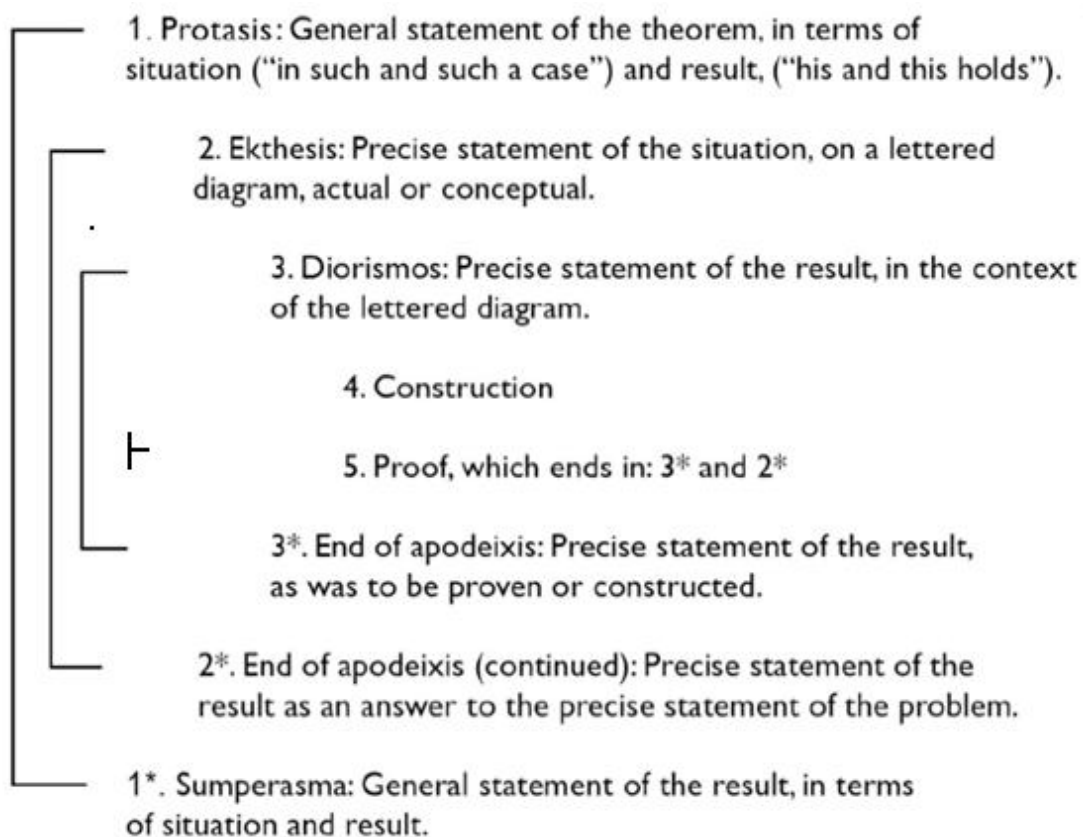 1. Protasis: General statement of the theorem, in terms of
situation (“in such and such a case”) and result, (“his and this holds”).
2. Ekthesis: Precise statement of the situation, on a lettered
diagram, actual or conceptual.
3. Diorismos: Precise statement of the result, in the context
of the lettered diagram.
4. Construction
5. Proof, which ends in: 3* and 2*
3*. End of apodeixis: Precise statement of the result,
as was to be proven or constructed.
2*. End of apodeixis (continued): Precise statement of the
result as an answer to the precise statement of the problem.
1*. Sumperasma: General statement of the result, in terms
of situation and result.